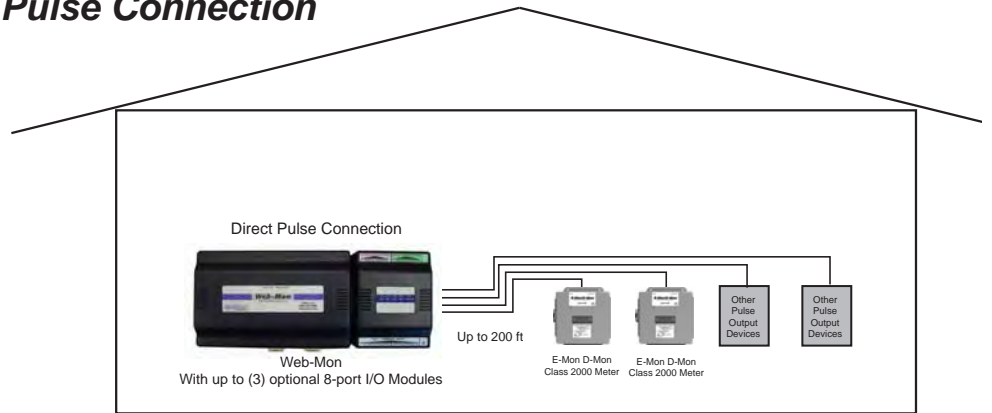 Pulse Connection
Direct Pulse Connection
Web-Mon
Up to 200 ft
Other
Pulse
Output
Devices
Other
Pulse
Output
Devices
E-Mon D-Mon
Class 2000 Meter
E-Mon D-Mon
Class 2000 Meter
Web-Mon
With up to (3) optional 8-port I/O Modules